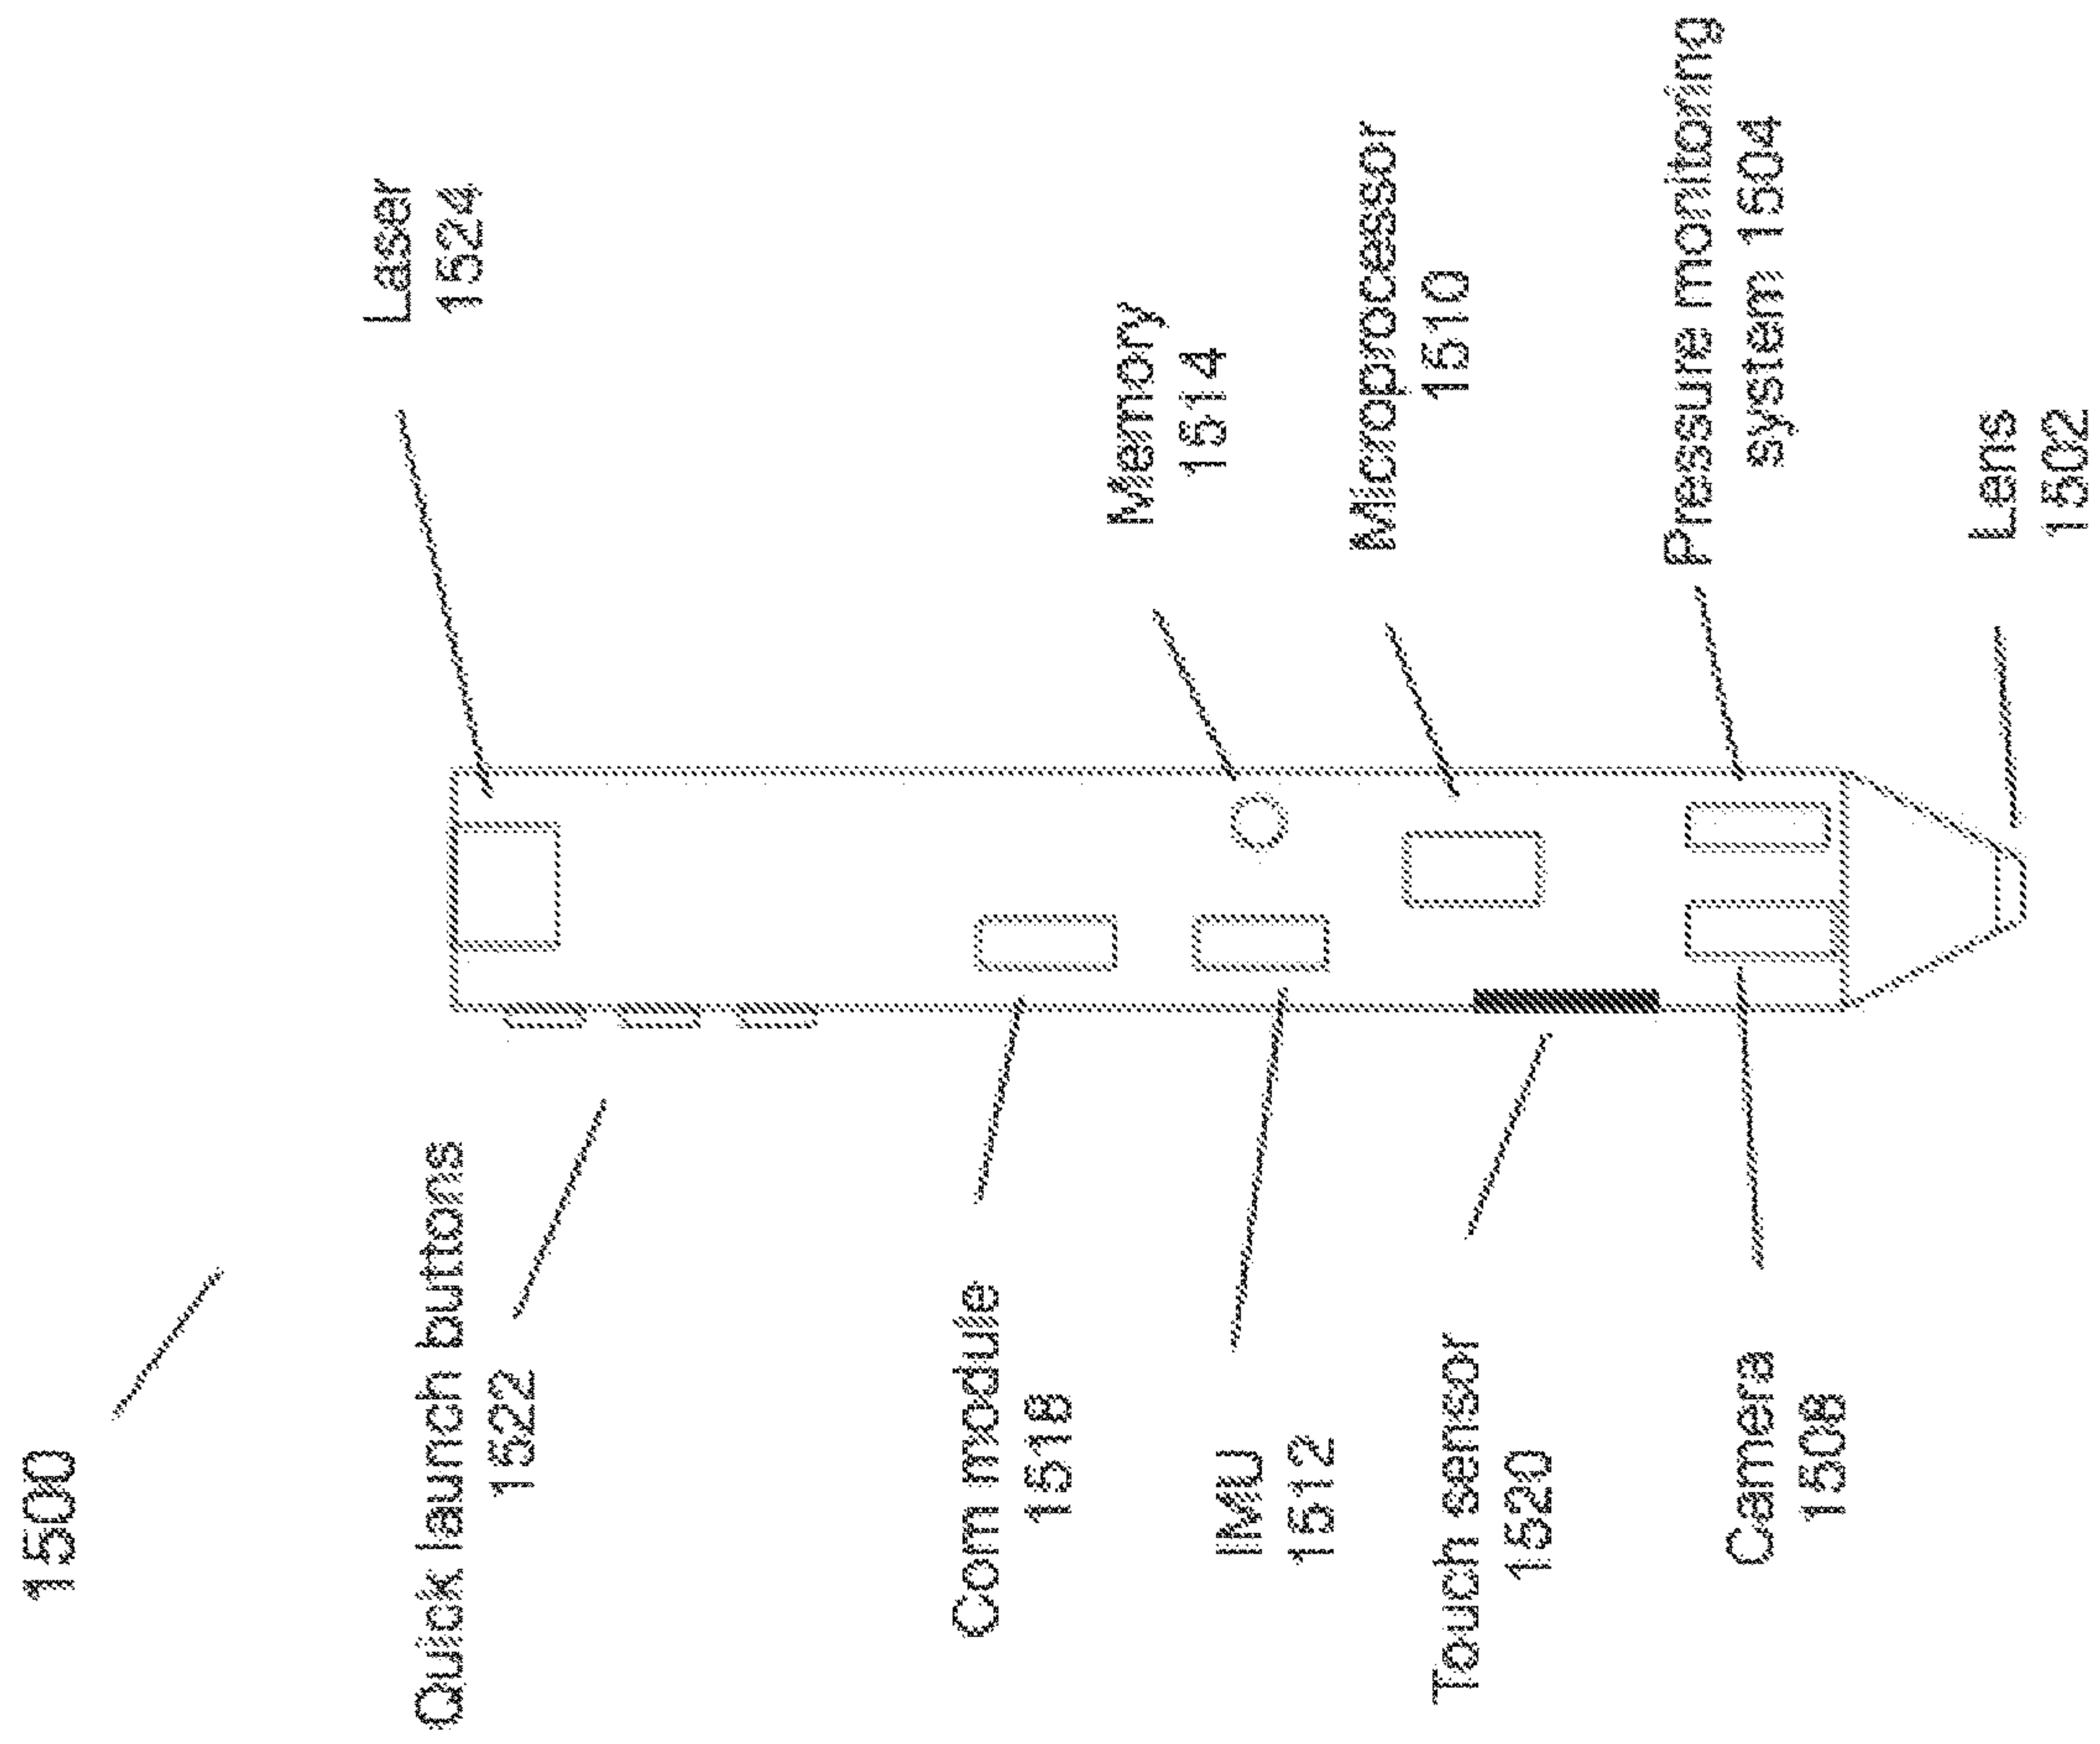 1500
Laser
1524
Quick launch buttons
1522
Com module
1518
Memory
1514
IMU
1512
Microprocessor
1510
Touch sensor
1520
Pressure monitoring
system 1504
Camera
1508
Lens
1502